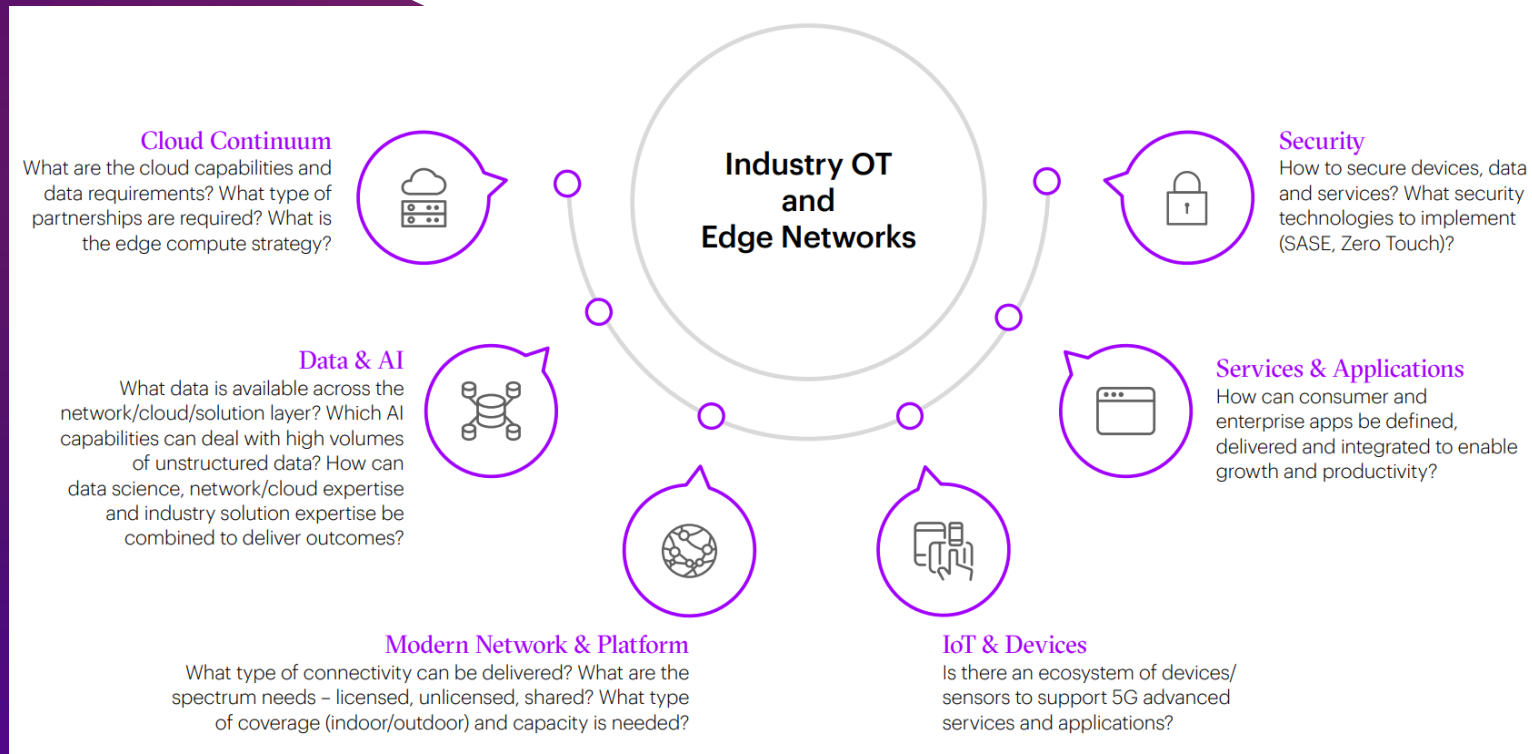 Industry OT
and
Edge Networks
Cloud Continuum
What are the cloud capabilities and
data requirements? What type of
partnerships are required? What is
the edge compute strategy?
Data & AI
What data is available across the
network/cloud/solution layer? Which AI
capabilities can deal with high volumes
of unstructured data? How can
data science, network/cloud expertise
and industry solution expertise be
combined to deliver outcomes?
Modern Network & Platform
What type of connectivity can be delivered? What are the
spectrum needs – licensed, unlicensed, shared? What type
of coverage (indoor/outdoor) and capacity is needed?
IoT & Devices
Is there an ecosystem of devices/
sensors to support 5G advanced
services and applications?
Services & Applications
How can consumer and
enterprise apps be defined,
delivered and integrated to enable
growth and productivity?
Security
How to secure devices, data
and services? What security
technologies to implement
(SASE, Zero Touch)?